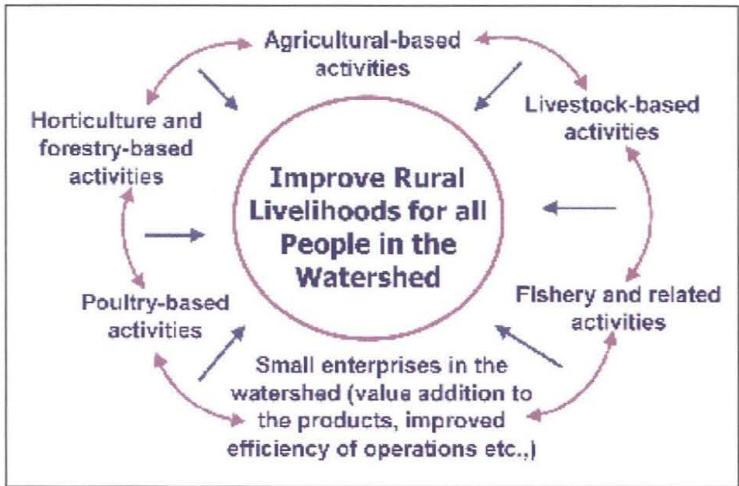 Agricultural-based
activities
Livestock-based
activities
Horticulture and
forestry-based
activities
Improve Rural
Livelihoods for all
People in the
Watershed
Poultry-based
activities
Fishery and related
activities
Small enterprises in the
watershed (value addition to
the products, improved
efficiency of operations etc.,)